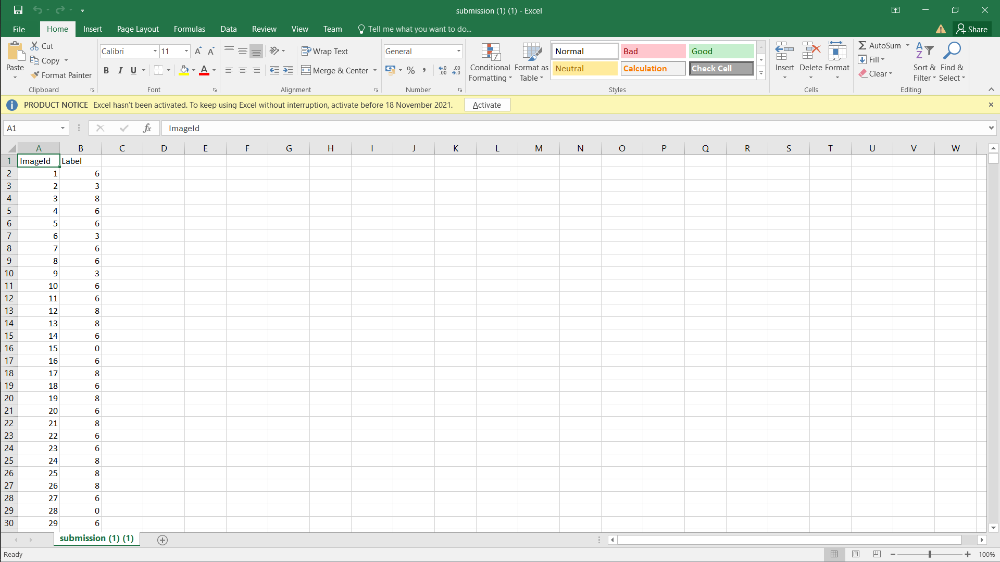 submission (1) (1) - Excel
File Home Insert Page Layout Formulas Data Review View Team Tell me what you want to do... Share
Paste
Cut
Copy
Format Painter
Clipboard
Calibri 11
B I U
Font
Wrap Text
Merge & Center
Alignment
General
%
Number
Conditional Formatting
Format as Table
Normal Bad Good
Neutral Calculation Check Cell
Styles
Insert Delete Format
Cells
AutoSum
Fill
Clear
Sort & Filter
Find & Select
Editing
PRODUCT NOTICE Excel hasn't been activated. To keep using Excel without interruption, activate before 18 November 2021. Activate
A1 fx ImageId
A B C D E F G H I J K L M N O P Q R S T U V W
1 ImageId Label
2 1 6
3 2 3
4 3 8
5 4 6
6 5 6
7 6 3
8 7 6
9 8 6
10 9 3
11 10 6
12 11 6
13 12 8
14 13 8
15 14 6
16 15 0
17 16 6
18 17 8
19 18 6
20 19 8
21 20 6
22 21 8
23 22 6
24 23 6
25 24 8
26 25 8
27 26 8
28 27 6
29 28 0
30 29 6
submission (1) (1)
Ready 100%